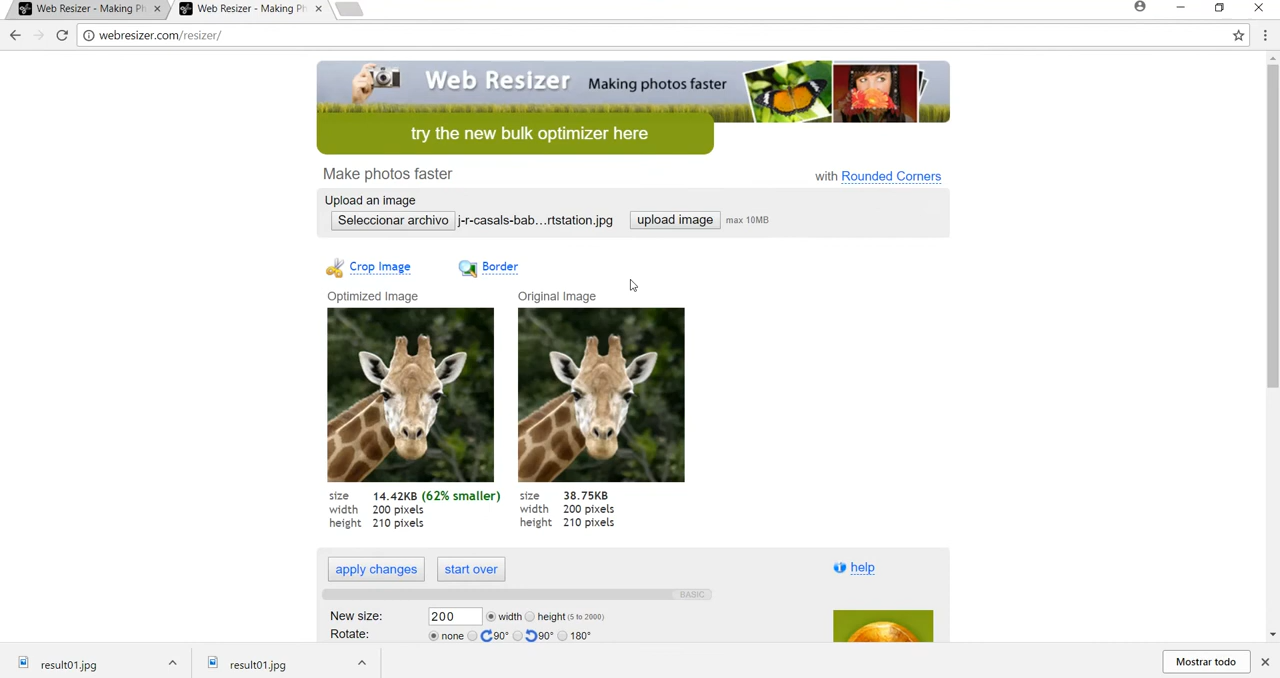 Web Resizer - Making Ph
Web Resizer - Making Ph
webresizer.com/resizer/
Web Resizer Making photos faster
try the new bulk optimizer here
Make photos faster
with Rounded Corners
Upload an image
Seleccionar archivo j-r-casals-bab...rtstation.jpg upload image max 10MB
Crop Image Border
Optimized Image Original Image
size 14.42KB (62% smaller) size 38.75KB
width 200 pixels width 200 pixels
height 210 pixels height 210 pixels
apply changes start over help
BASIC
New size: 200 width height (5 to 2000)
Rotate: none 90° 90° 180°
result01.jpg result01.jpg Mostrar todo